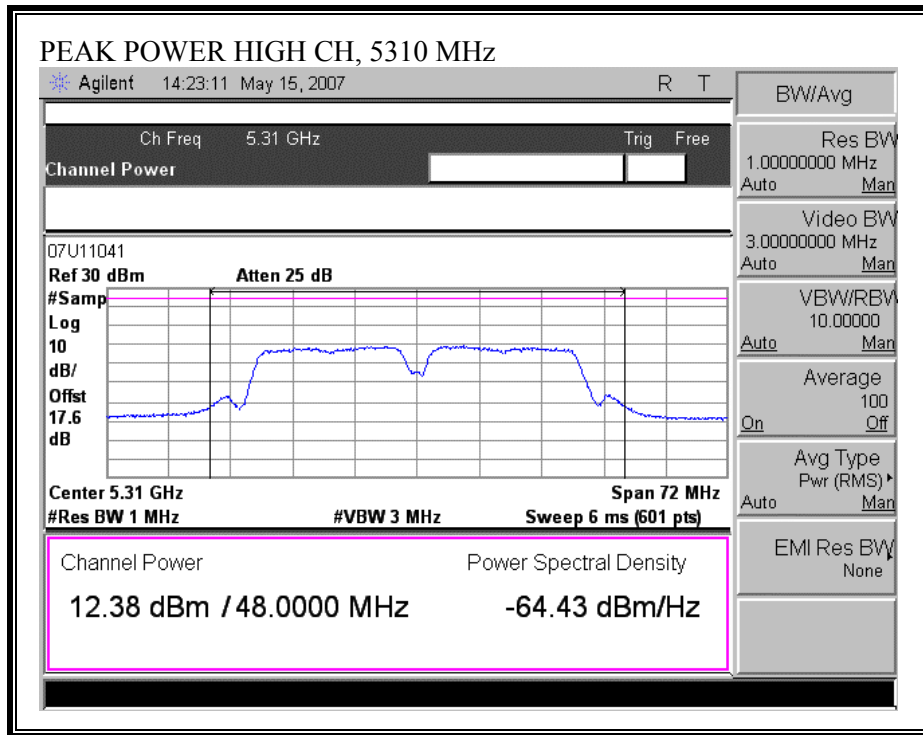 PEAK POWER HIGH CH, 5310 MHz
Agilent 14:23:11 May 15, 2007 R T
Ch Freq 5.31 GHz Trig Free
Channel Power
07U11041
Ref 30 dBm Atten 25 dB
#Samp
Log
10
dB/
Offst
17.6
dB
Center 5.31 GHz Span 72 MHz
#Res BW 1 MHz #VBW 3 MHz Sweep 6 ms (601 pts)
Channel Power Power Spectral Density
12.38 dBm / 48.0000 MHz -64.43 dBm/Hz
BW/Avg
Res BW
1.00000000 MHz
Auto Man
Video BW
3.00000000 MHz
Auto Man
VBW/RBW
10.00000
Auto Man
Average
100
On Off
Avg Type
Pwr (RMS)
Auto Man
EMI Res BW
None